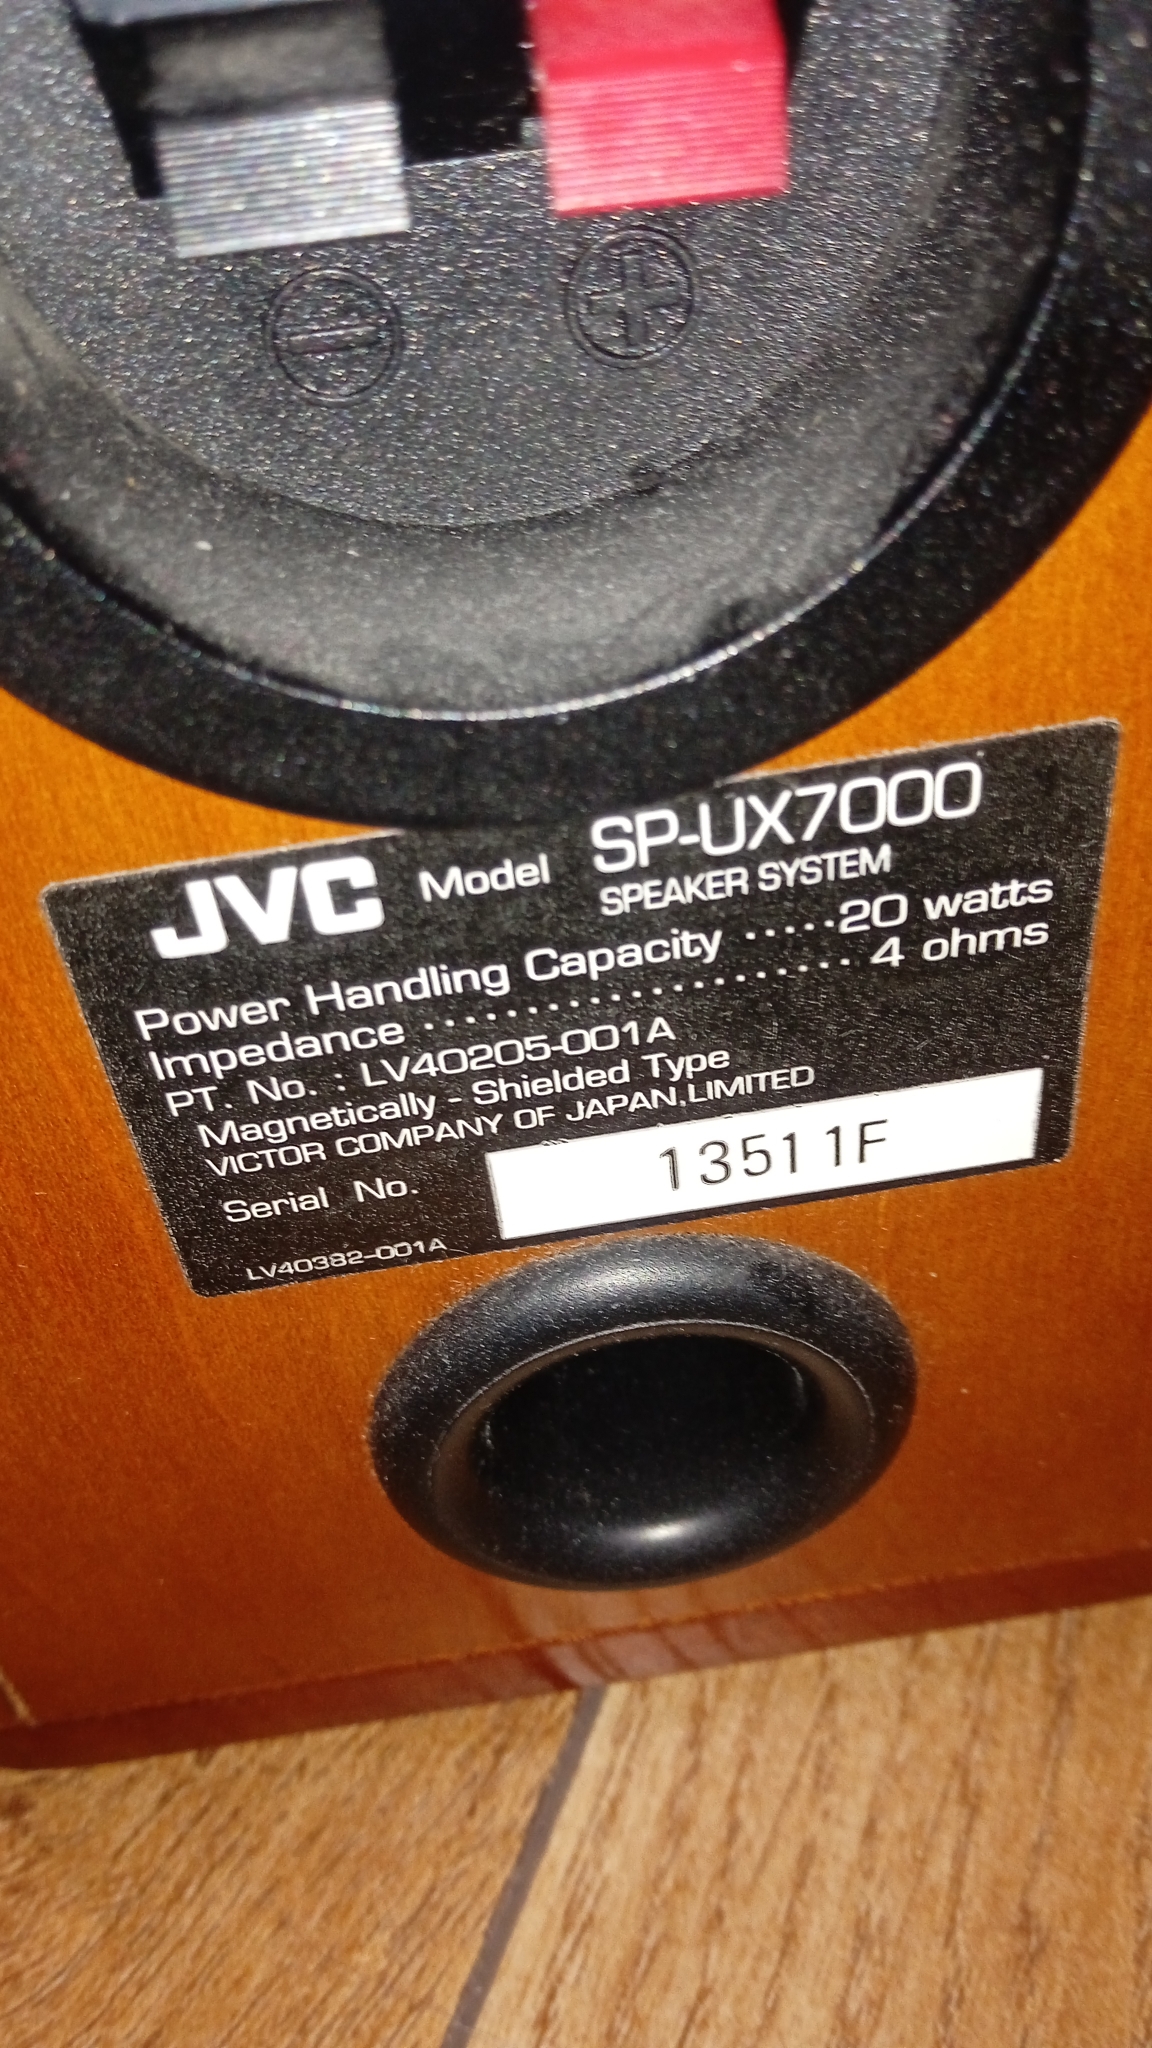 JVC Model SP-UX7000
SPEAKER SYSTEM
Power Handling Capacity ·····20 watts
Impedance ················· 4 ohms
PT. No. : LV40205-001A
Magnetically - Shielded Type
VICTOR COMPANY OF JAPAN,LIMITED
Serial No. 13511F
LV40382-001A